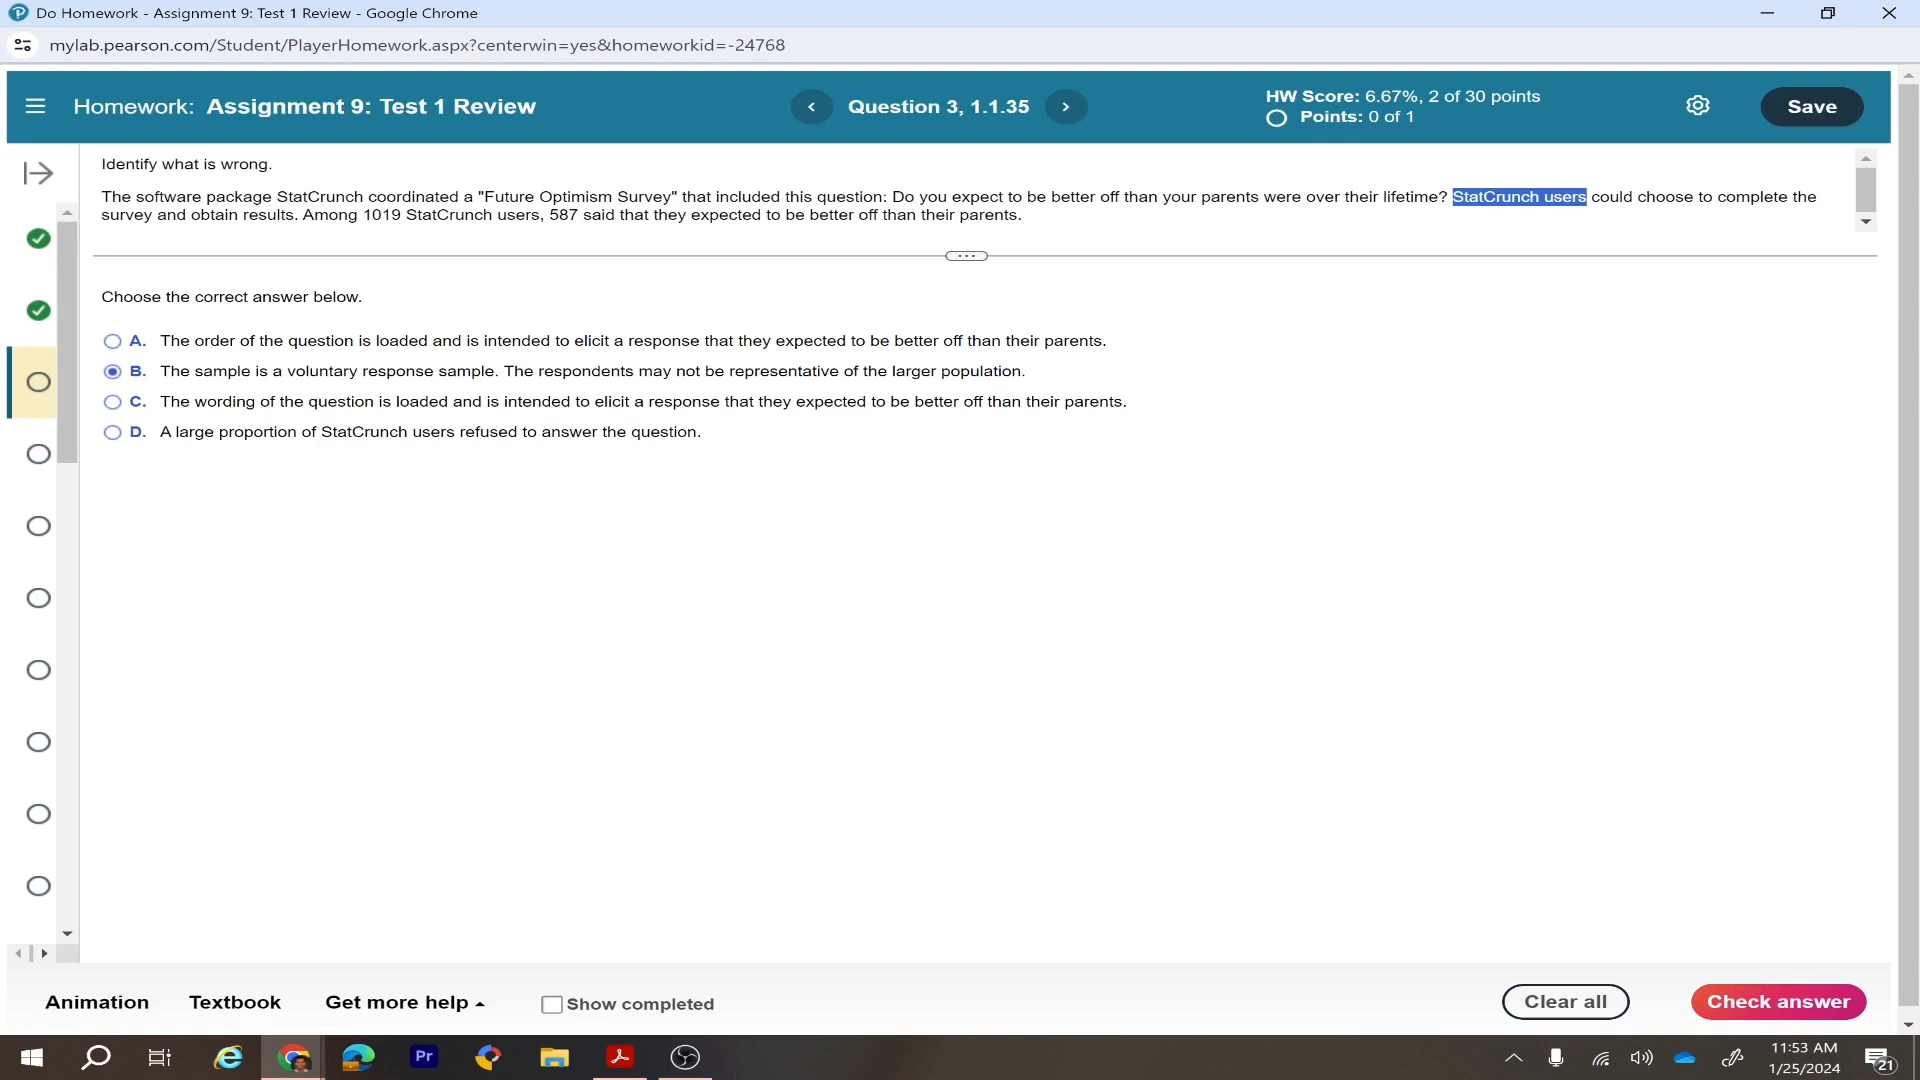 Do Homework - Assignment 9: Test 1 Review - Google Chrome
mylab.pearson.com/Student/PlayerHomework.aspx?centerwin=yes&homeworkid=-24768
Homework: Assignment 9: Test 1 Review
Question 3, 1.1.35
HW Score: 6.67%, 2 of 30 points
Points: 0 of 1
Save
Identify what is wrong.
The software package StatCrunch coordinated a "Future Optimism Survey" that included this question: Do you expect to be better off than your parents were over their lifetime? StatCrunch users could choose to complete the
survey and obtain results. Among 1019 StatCrunch users, 587 said that they expected to be better off than their parents.
Choose the correct answer below.
A. The order of the question is loaded and is intended to elicit a response that they expected to be better off than their parents.
B. The sample is a voluntary response sample. The respondents may not be representative of the larger population.
C. The wording of the question is loaded and is intended to elicit a response that they expected to be better off than their parents.
D. A large proportion of StatCrunch users refused to answer the question.
Animation Textbook Get more help Show completed
Clear all
Check answer
Pr
11:53 AM
1/25/2024
21